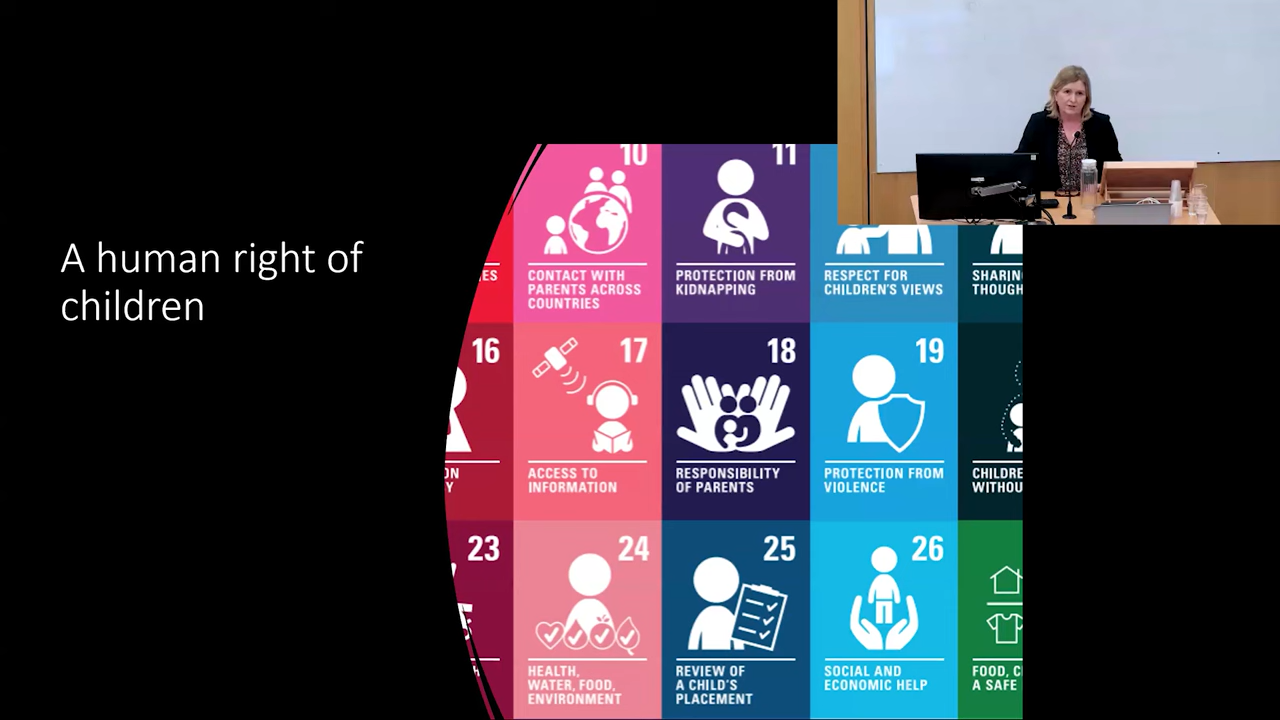 A human right of
children
10
CONTACT WITH
PARENTS ACROSS
COUNTRIES
11
PROTECTION FROM
KIDNAPPING
RESPECT FOR
CHILDREN'S VIEWS
16
17
ACCESS TO
INFORMATION
18
RESPONSIBILITY
OF PARENTS
19
PROTECTION FROM
VIOLENCE
23
24
HEALTH,
WATER, FOOD,
ENVIRONMENT
25
REVIEW OF
A CHILD'S
PLACEMENT
26
SOCIAL AND
ECONOMIC HELP
FOOD, C
A SAFE